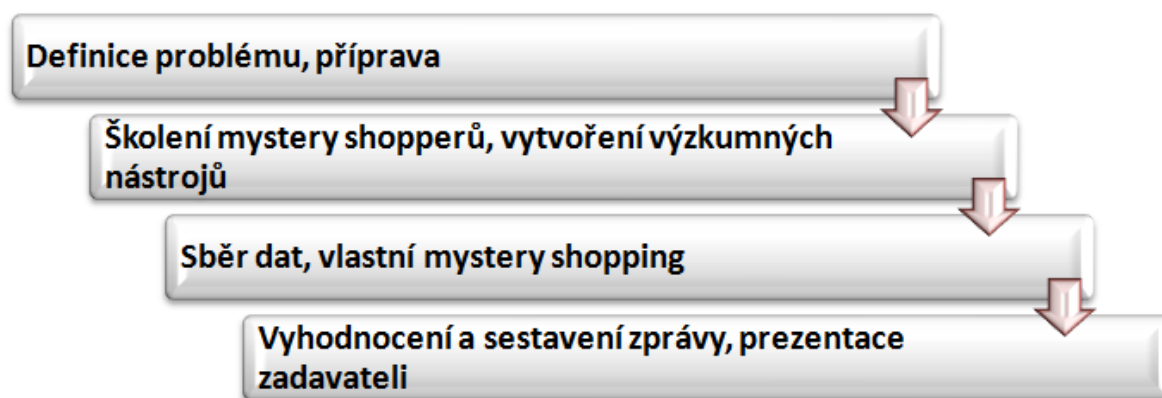 Definice problému, příprava
Školení mystery shopperů, vytvoření výzkumných
nástrojů
Sběr dat, vlastní mystery shopping
Vyhodnocení a sestavení zprávy, prezentace
zadavateli